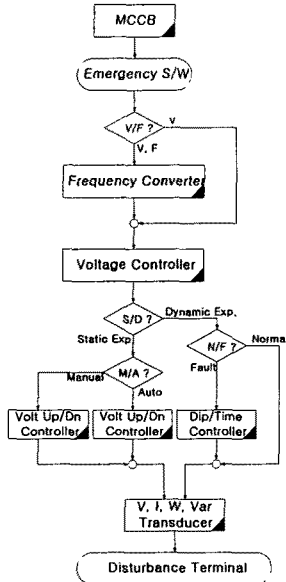 MCCB
Emergency S/W
V/F ?
V
V, F
Frequency Converter
Voltage Controller
S/D ?
Dynamic Exp.
Static Exp.
N/F ?
Normal
M/A ?
Fault
Manual
Auto
Volt Up/Dn
Controller
Volt Up/Dn
Controller
Dip/Time
Controller
V, I, W, Var
Transducer
Disturbance Terminal